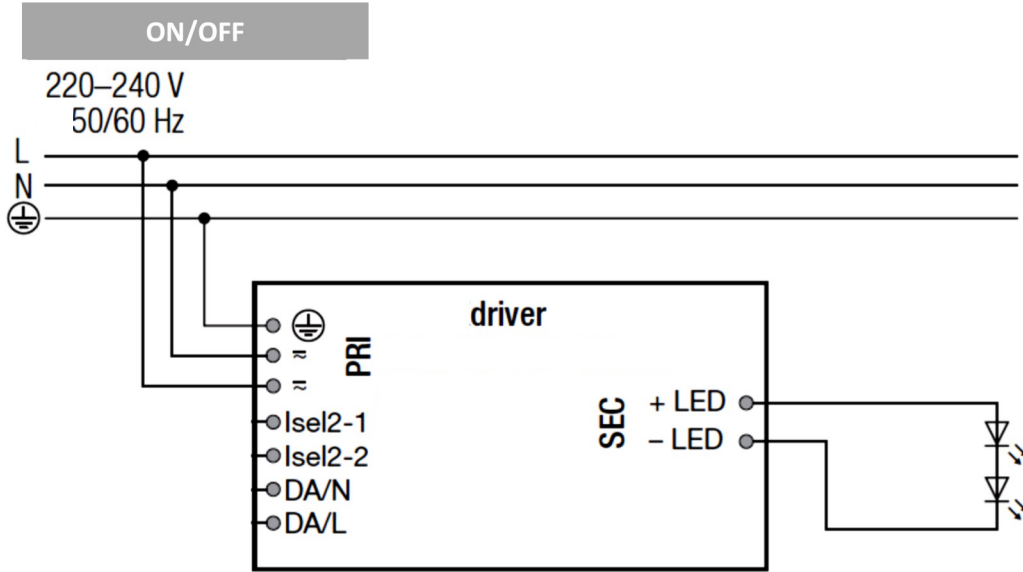 ON/OFF
220–240 V
50/60 Hz
L
N
driver
PRI
Isel2-1
Isel2-2
DA/N
DA/L
SEC
+ LED
– LED